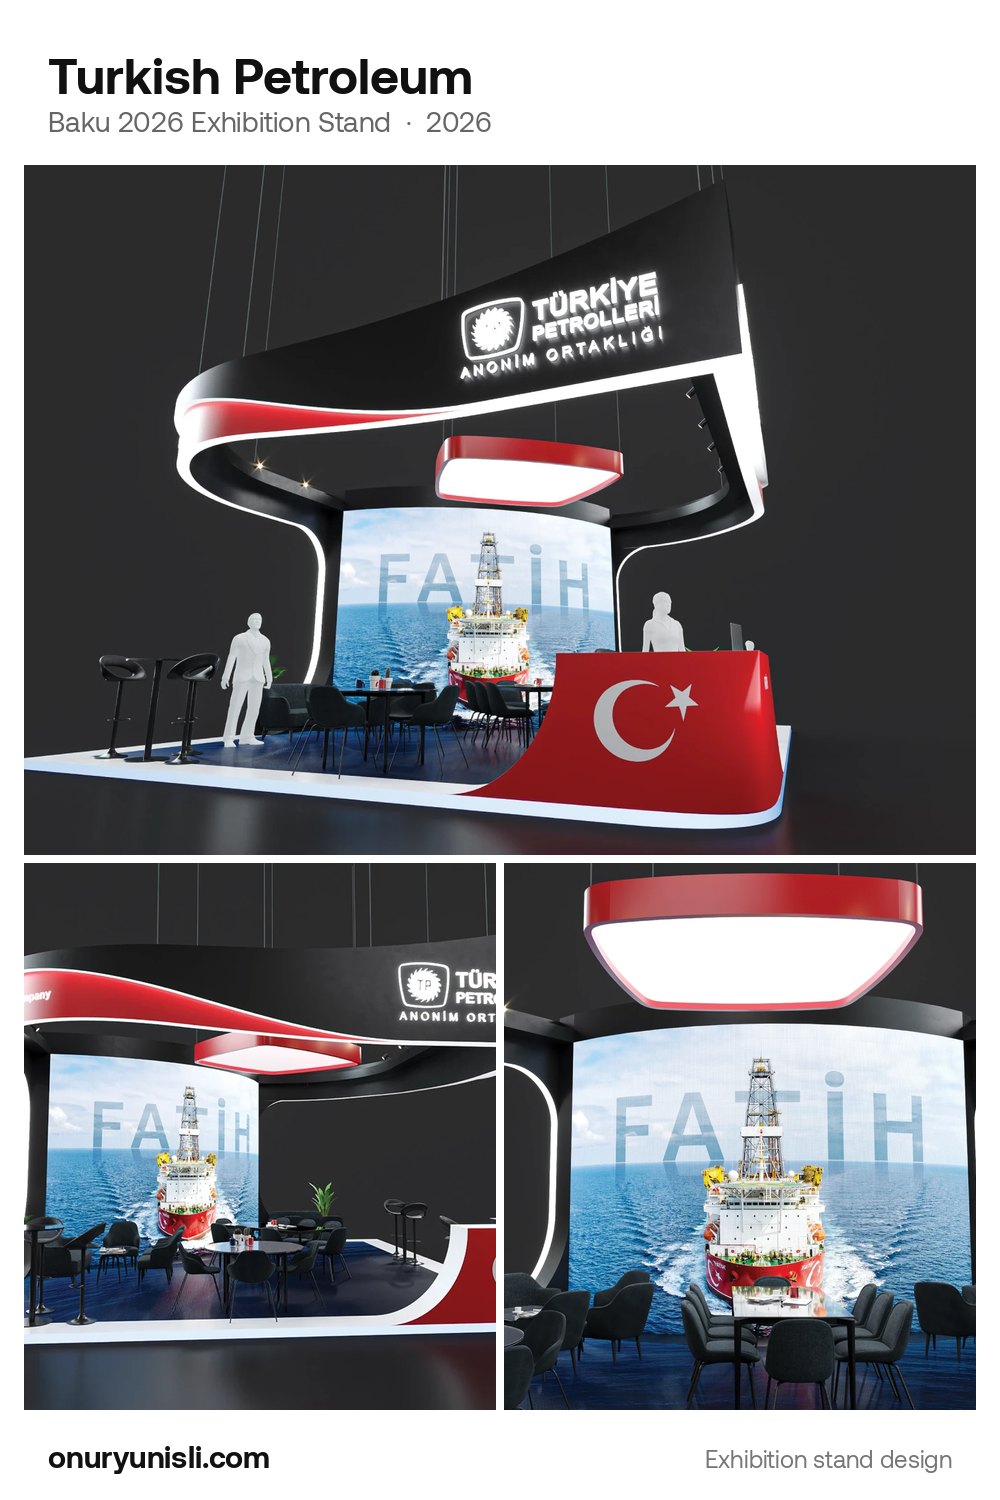 Turkish Petroleum
Baku 2026 Exhibition Stand · 2026
TÜRKİYE
PETROLLERİ
ANONİM ORTAKLIĞI
FATİH
TP
TÜR
PETR
ANONİM ORT
FATİH
FATİH
onuryunisli.com
Exhibition stand design